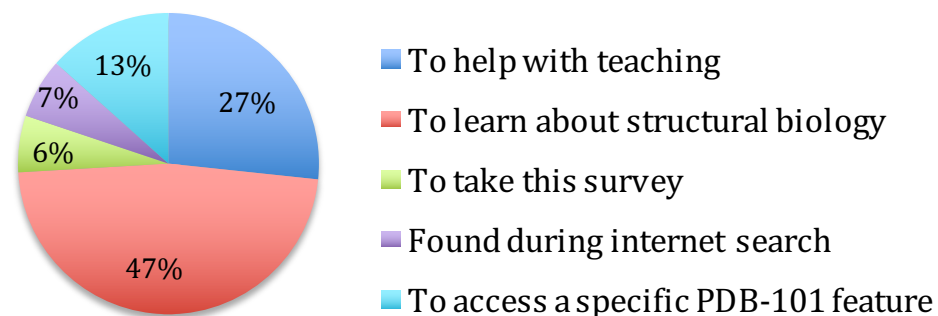 13%
27%
7%
6%
47%
To help with teaching
To learn about structural biology
To take this survey
Found during internet search
To access a specific PDB-101 feature